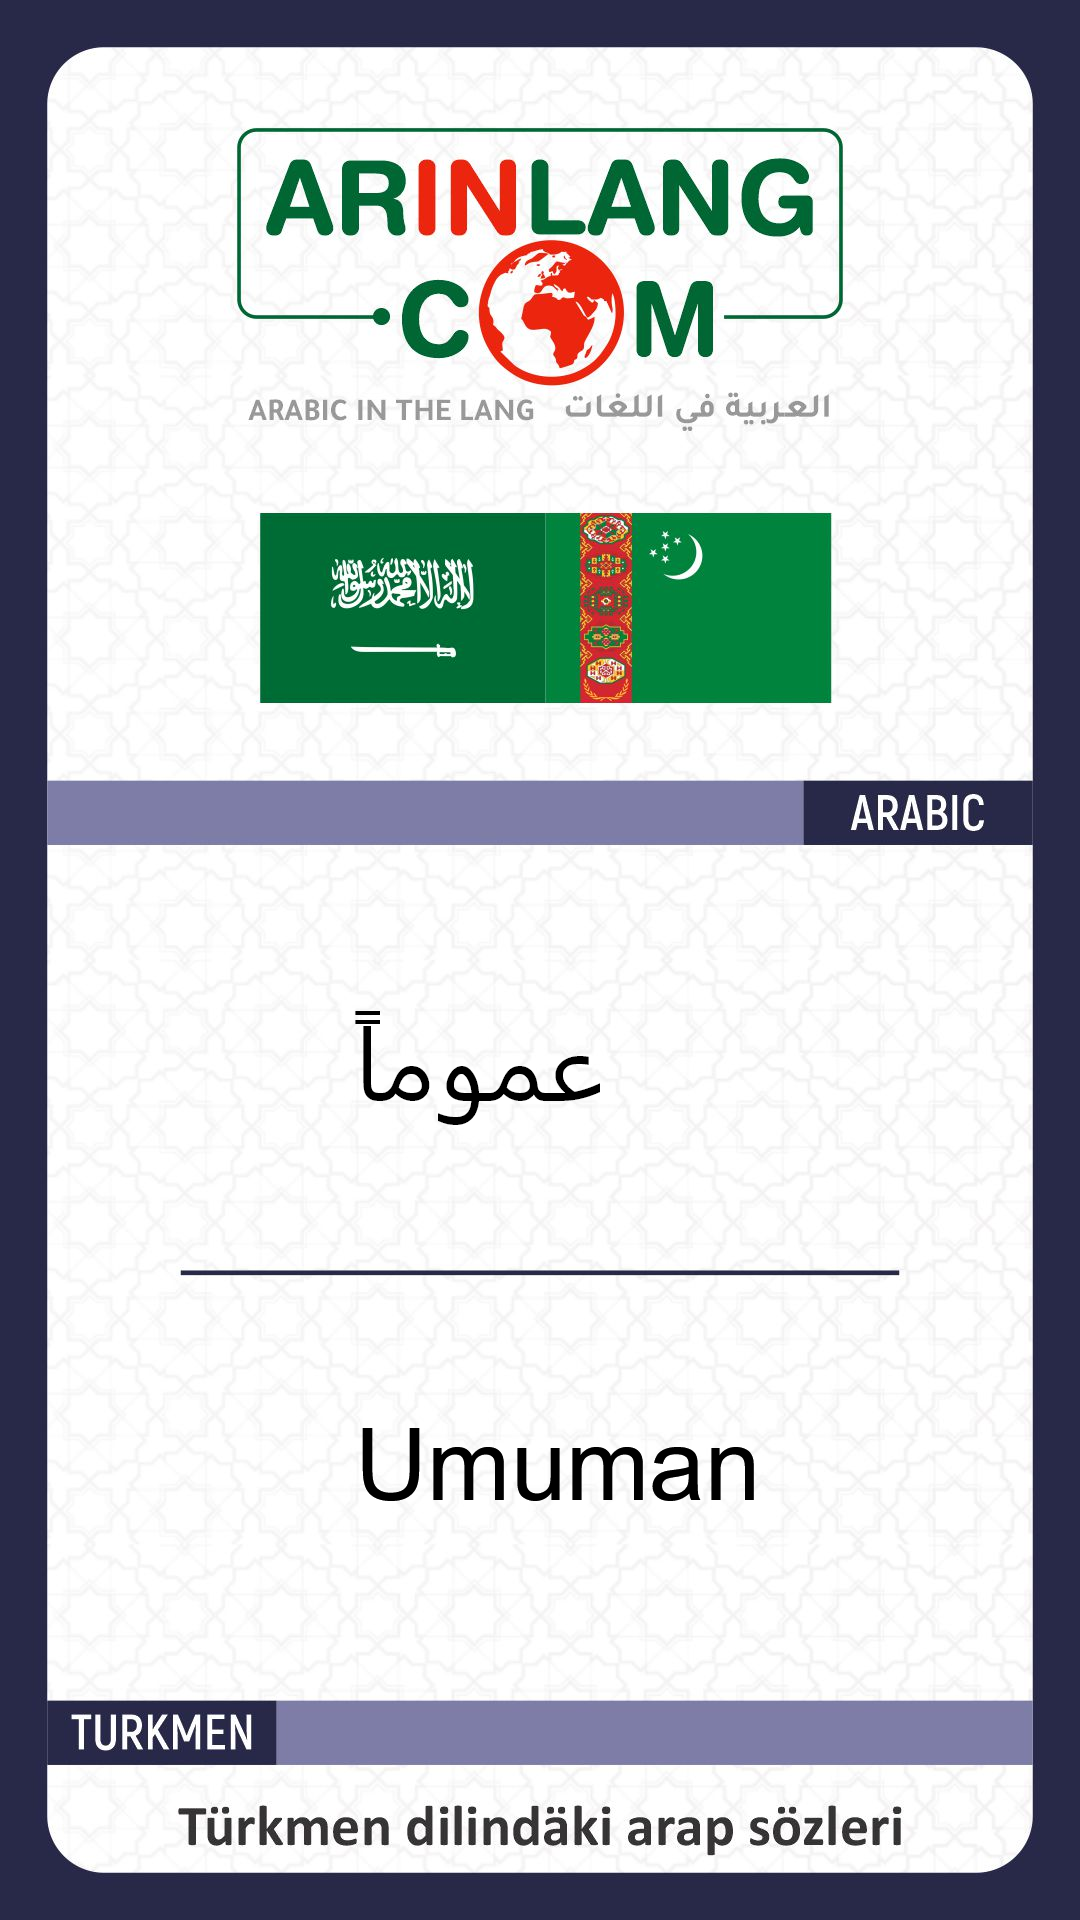 ARINLANG
.COM
ARABIC IN THE LANG العربية في اللغات
لا إله إلا الله محمد رسول الله
ARABIC
عموماً
Umuman
TURKMEN
Türkmen dilindäki arap sözleri